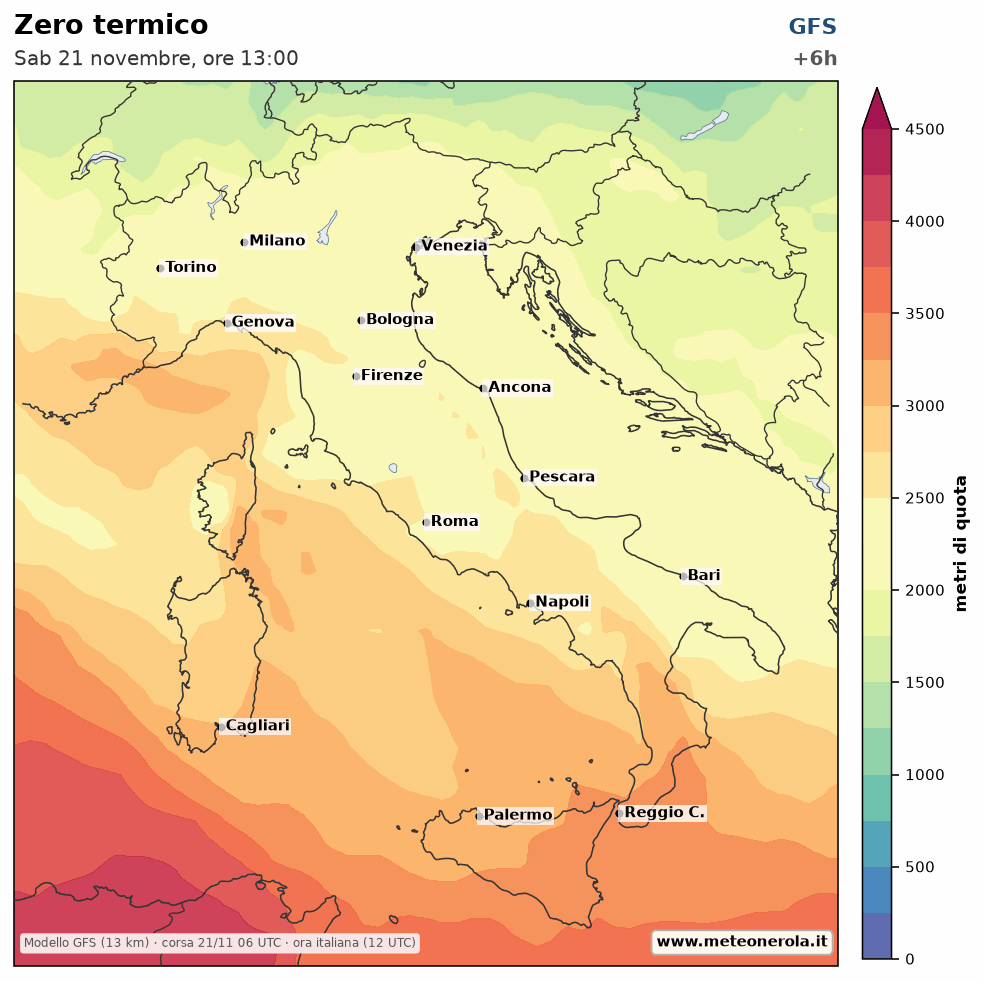 Zero termico
GFS
Sab 21 novembre, ore 13:00
+6h
Milano
Venezia
Torino
Genova
Bologna
Firenze
Ancona
Pescara
Roma
Bari
Napoli
Cagliari
Palermo
Reggio C.
4500
4000
3500
3000
2500
2000
1500
1000
500
0
metri di quota
Modello GFS (13 km) · corsa 21/11 06 UTC · ora italiana (12 UTC)
www.meteonerola.it